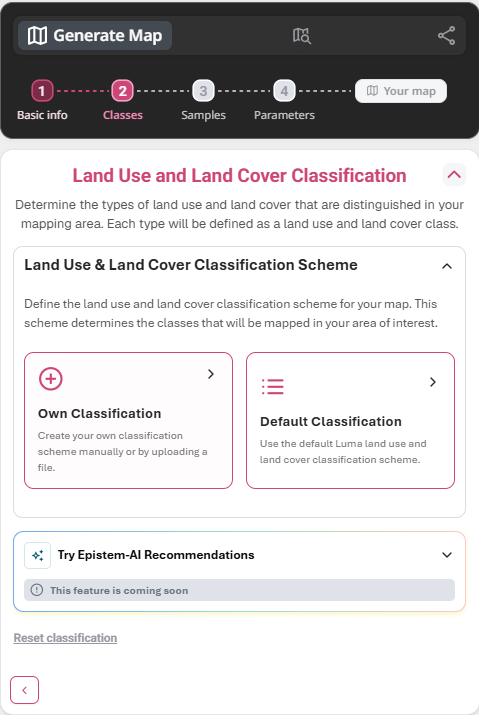 Generate Map
1
2
3
4
Your map
Basic info
Classes
Samples
Parameters
Land Use and Land Cover Classification
Determine the types of land use and land cover that are distinguished in your
mapping area. Each type will be defined as a land use and land cover class.
Land Use & Land Cover Classification Scheme
Define the land use and land cover classification scheme for your map. This
scheme determines the classes that will be mapped in your area of interest.
Own Classification
Create your own classification
scheme manually or by uploading a
file.
Default Classification
Use the default Luma land use and
land cover classification scheme.
Try Epistem-AI Recommendations
This feature is coming soon
Reset classification